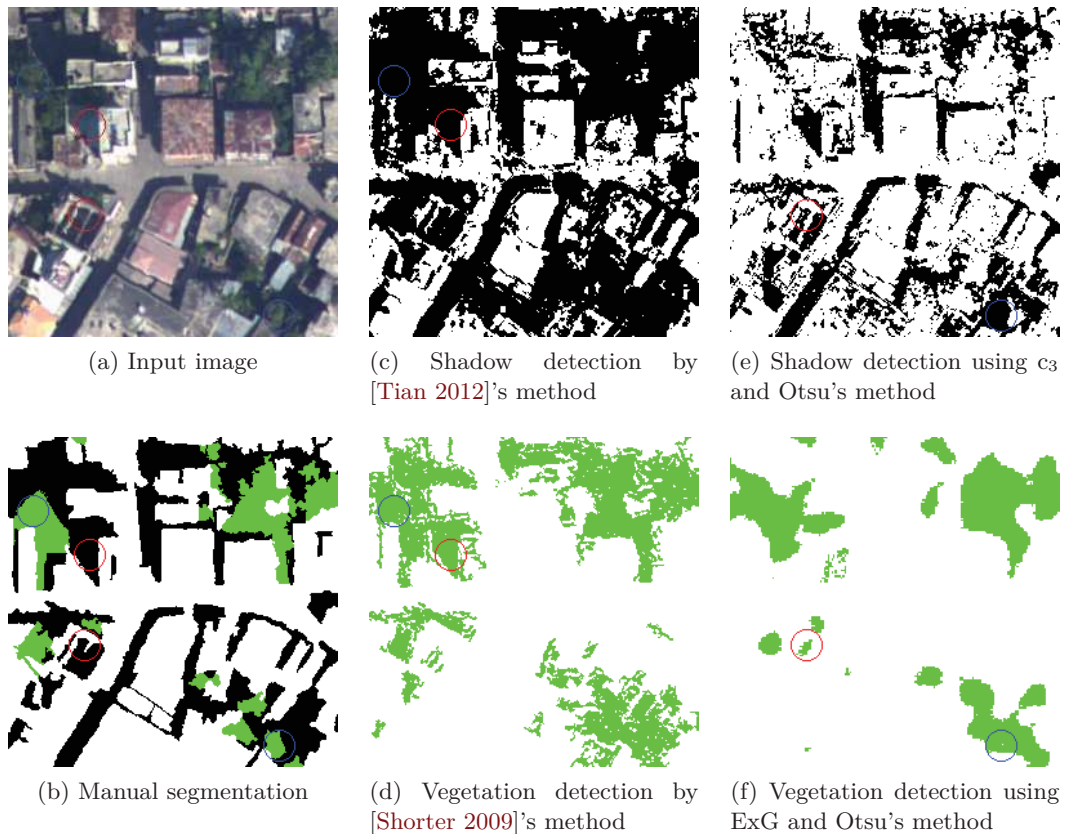 (a) Input image
(c) Shadow detection by
[Tian 2012]'s method
(e) Shadow detection using c₃
and Otsu's method
(b) Manual segmentation
(d) Vegetation detection by
[Shorter 2009]'s method
(f) Vegetation detection using
ExG and Otsu's method